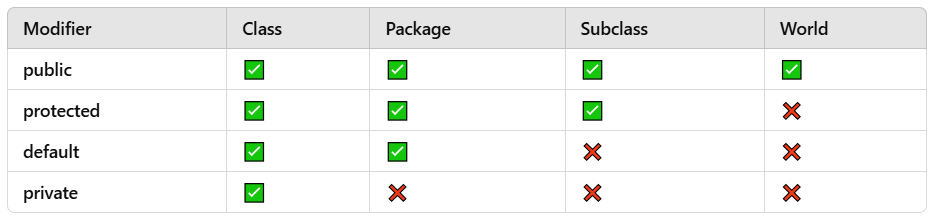 Modifier Class Package Subclass World
public ✅ ✅ ✅ ✅
protected ✅ ✅ ✅ ❌
default ✅ ✅ ❌ ❌
private ✅ ❌ ❌ ❌